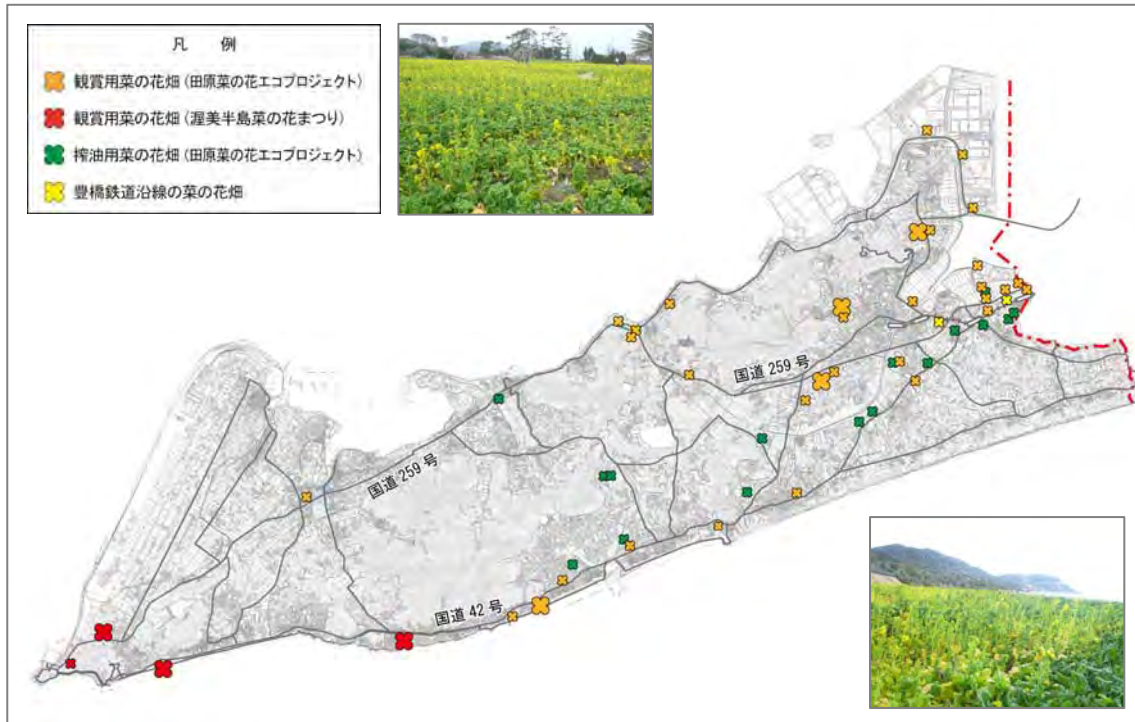 凡　例
観賞用菜の花畑(田原菜の花エコプロジェクト)
観賞用菜の花畑(渥美半島菜の花まつり)
搾油用菜の花畑(田原菜の花エコプロジェクト)
豊橋鉄道沿線の菜の花畑
国道 259 号
国道 259 号
国道 42 号